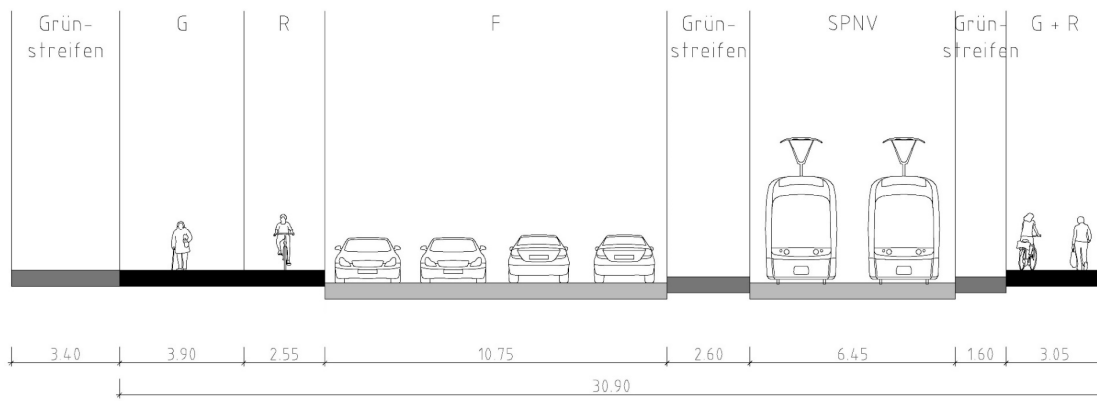 Grün-
streifen
G
R
F
Grün-
streifen
SPNV
Grün-
streifen
G + R
3.40
3.90
2.55
10.75
2.60
6.45
1.60
3.05
30.90